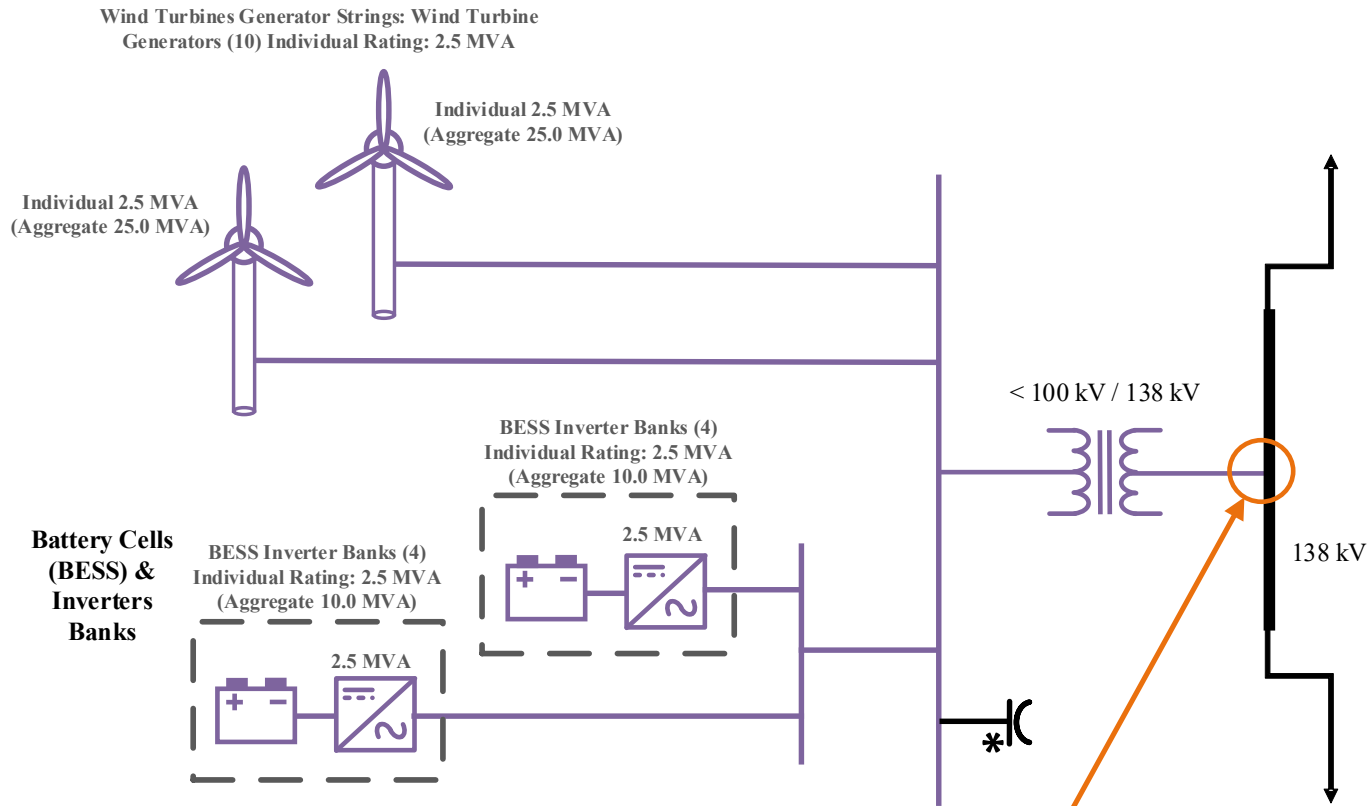 Wind Turbines Generator Strings: Wind Turbine
Generators (10) Individual Rating: 2.5 MVA
Individual 2.5 MVA
(Aggregate 25.0 MVA)
Individual 2.5 MVA
(Aggregate 25.0 MVA)
< 100 kV / 138 kV
BESS Inverter Banks (4)
Individual Rating: 2.5 MVA
(Aggregate 10.0 MVA)
2.5 MVA
138 kV
Battery Cells
(BESS) &
Inverters
Banks
BESS Inverter Banks (4)
Individual Rating: 2.5 MVA
(Aggregate 10.0 MVA)
2.5 MVA
*